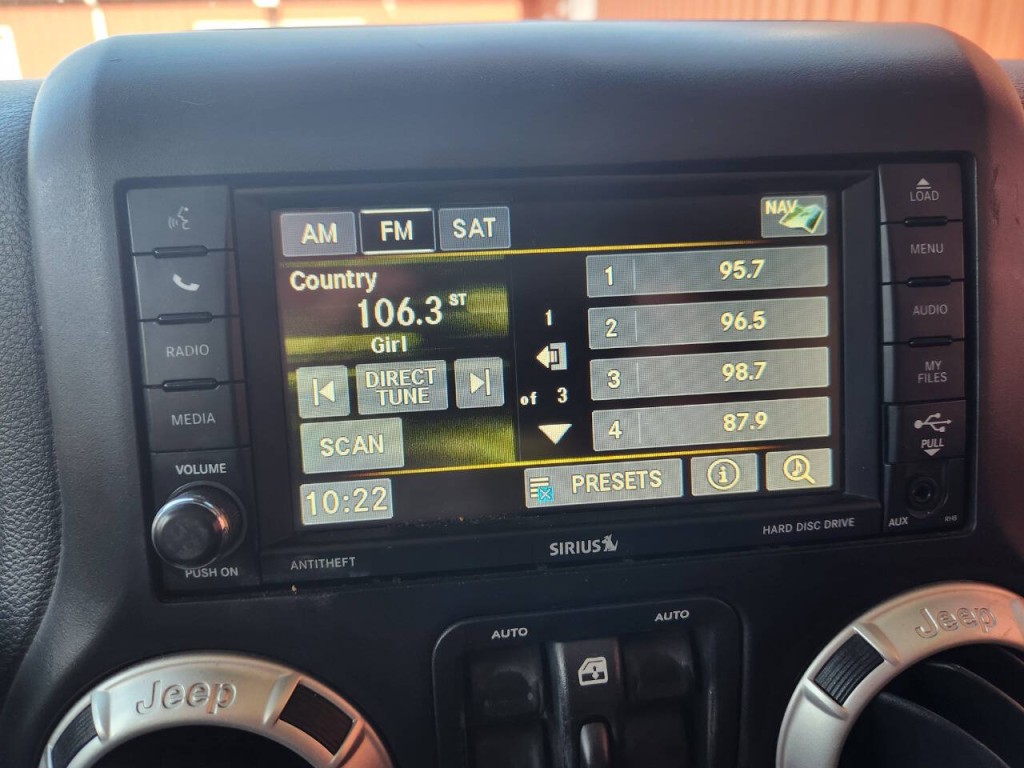 LOAD
MENU
AUDIO
MY
FILES
PULL
AUX
RHB
RADIO
MEDIA
VOLUME
PUSH ON
AM FM SAT NAV
Country
106.3 ST
Girl
DIRECT
TUNE
SCAN
10:22
1
of 3
1 95.7
2 96.5
3 98.7
4 87.9
PRESETS
ANTITHEFT
SIRIUS
HARD DISC DRIVE
AUTO
AUTO
Jeep
Jeep